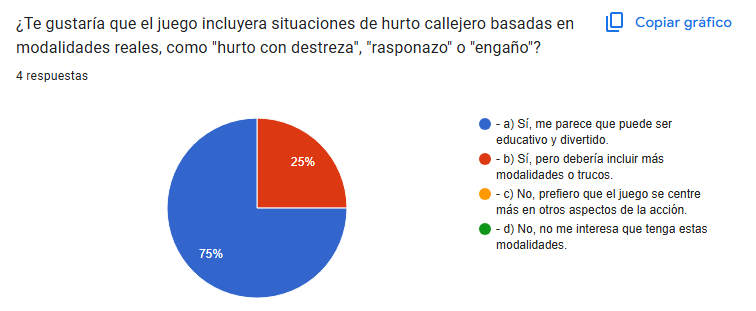 ¿Te gustaría que el juego incluyera situaciones de hurto callejero basadas en
modalidades reales, como "hurto con destreza", "rasponazo" o "engaño"?
Copiar gráfico
4 respuestas
25%
75%
- a) Sí, me parece que puede ser
educativo y divertido.
- b) Sí, pero debería incluir más
modalidades o trucos.
- c) No, prefiero que el juego se centre
más en otros aspectos de la acción.
- d) No, no me interesa que tenga estas
modalidades.